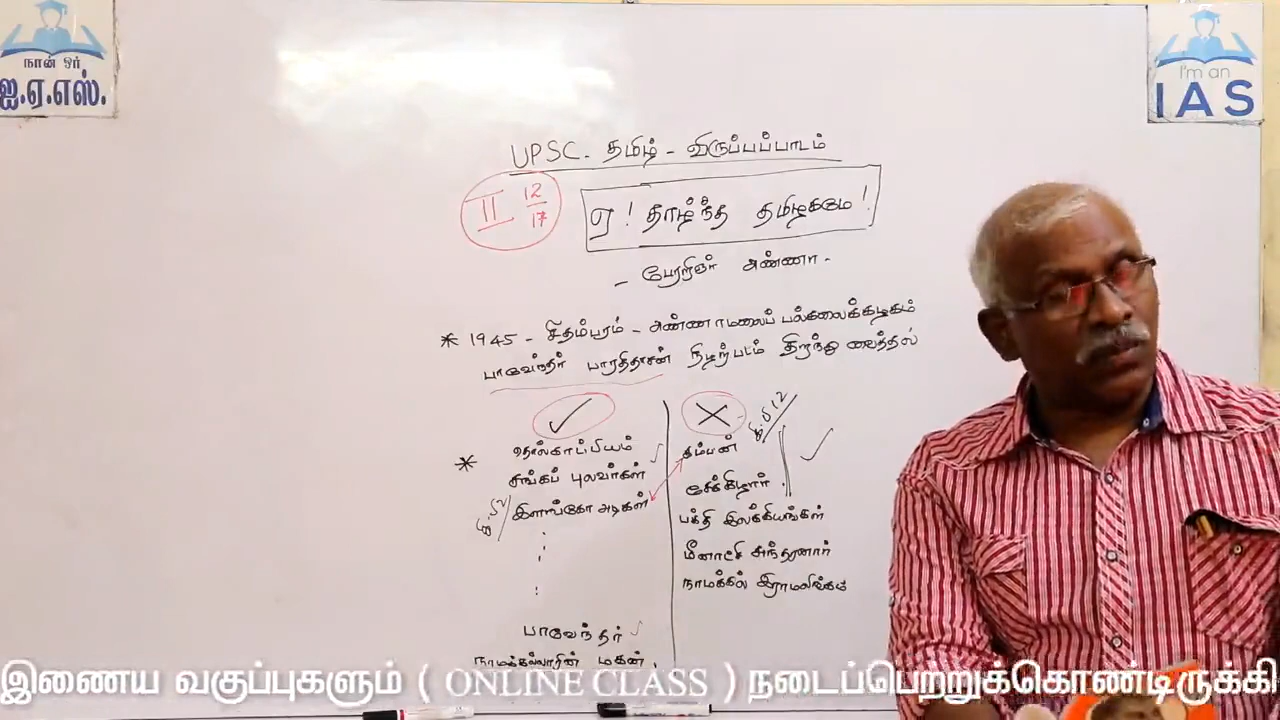 நான் ஓர்
ஐ.ஏ.எஸ்.
I'm an
IAS
UPSC - தமிழ் - விருப்பப்பாடம்
II 12/17
ஏ! தாழ்ந்த தமிழகமே!
- பேரறிஞர் அண்ணா -
* 1945 - சிதம்பரம் - அண்ணாமலைப் பல்கலைக்கழகம்
பாவேந்தர் பாரதிதாசன் நிழற்படம் திறந்து வைத்தல்
* தொல்காப்பியம்
சங்கப் புலவர்கள்
இளங்கோ அடிகள்
பாவேந்தர்
நாமக்கல்லாரின் மகன்
கம்பன்
சேக்கிழார்
பக்தி இலக்கியங்கள்
மீனாட்சி சுந்தரனார்
நாமக்கல் இராமலிங்கம்
இணைய வகுப்புகளும் ( ONLINE CLASS ) நடைப்பெற்றுக்கொண்டிருக்கி